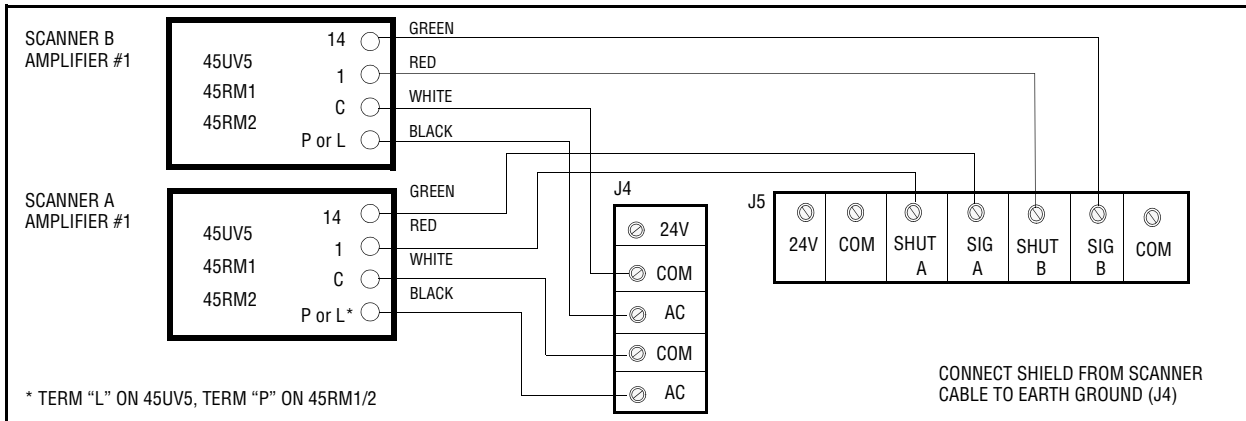 SCANNER B
AMPLIFIER #1
45UV5
45RM1
45RM2
14
1
C
P or L
GREEN
RED
WHITE
BLACK
SCANNER A
AMPLIFIER #1
45UV5
45RM1
45RM2
14
1
C
P or L*
GREEN
RED
WHITE
BLACK
J4
24V
COM
AC
COM
AC
J5
24V
COM
SHUT A
SIG A
SHUT B
SIG B
COM
* TERM “L” ON 45UV5, TERM “P” ON 45RM1/2
CONNECT SHIELD FROM SCANNER
CABLE TO EARTH GROUND (J4)